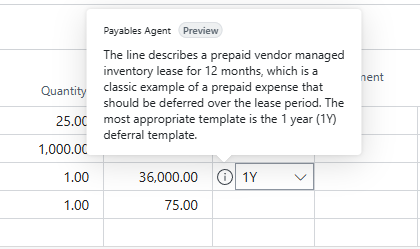 Payables Agent Preview
The line describes a prepaid vendor managed
inventory lease for 12 months, which is a
classic example of a prepaid expense that
should be deferred over the lease period. The
most appropriate template is the 1 year (1Y)
deferral template.
Quantity
25.00
1,000.00
1.00 36,000.00 1Y
1.00 75.00